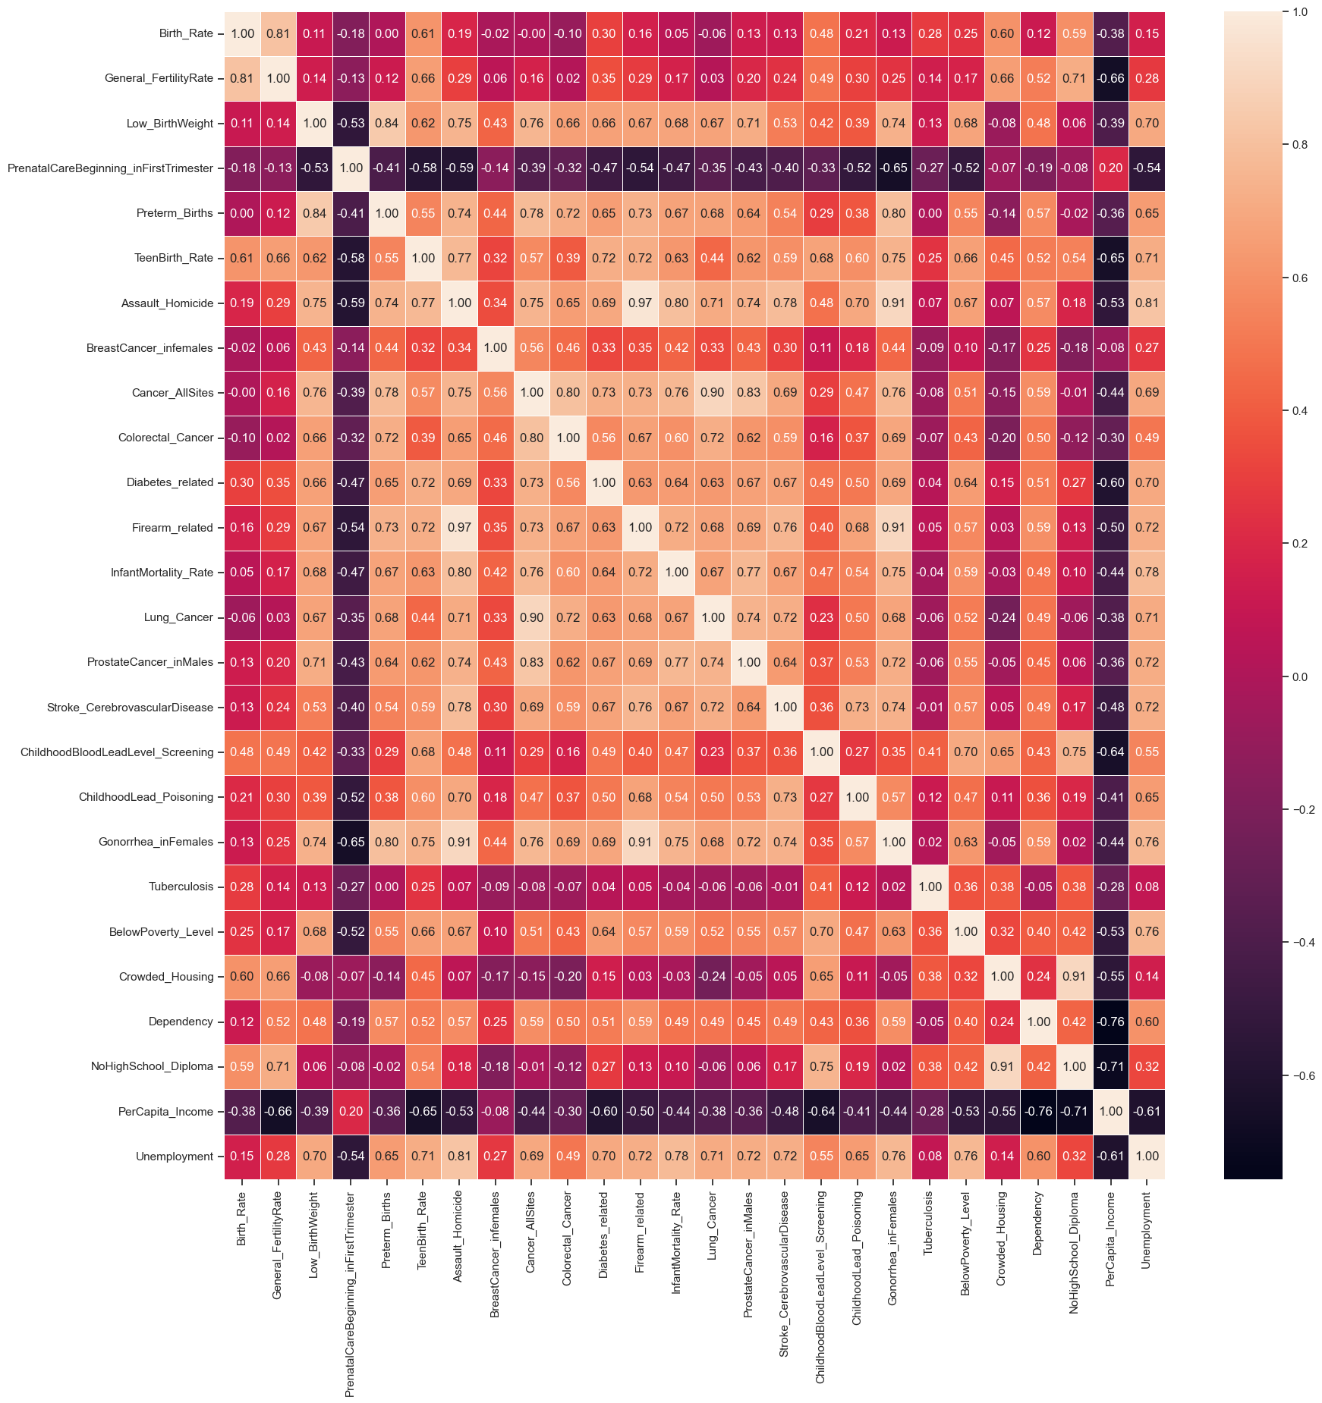 Birth_Rate 1.00 0.81 0.11 -0.18 0.00 0.61 0.19 -0.02 -0.00 -0.10 0.30 0.16 0.05 -0.06 0.13 0.13 0.48 0.21 0.13 0.28 0.25 0.60 0.12 0.59 -0.38 0.15
General_FertilityRate 0.81 1.00 0.14 -0.13 0.12 0.66 0.29 0.06 0.16 0.02 0.35 0.29 0.17 0.03 0.20 0.24 0.49 0.30 0.25 0.14 0.17 0.66 0.52 0.71 -0.66 0.28
Low_BirthWeight 0.11 0.14 1.00 -0.53 0.84 0.62 0.75 0.43 0.76 0.66 0.66 0.67 0.68 0.67 0.71 0.53 0.42 0.39 0.74 0.13 0.68 -0.08 0.48 0.06 -0.39 0.70
PrenatalCareBeginning_inFirstTrimester -0.18 -0.13 -0.53 1.00 -0.41 -0.58 -0.59 -0.14 -0.39 -0.32 -0.47 -0.54 -0.47 -0.35 -0.43 -0.40 -0.33 -0.52 -0.65 -0.27 -0.52 -0.07 -0.19 -0.08 0.20 -0.54
Preterm_Births 0.00 0.12 0.84 -0.41 1.00 0.55 0.74 0.44 0.78 0.72 0.65 0.73 0.67 0.68 0.64 0.54 0.29 0.38 0.80 0.00 0.55 -0.14 0.57 -0.02 -0.36 0.65
TeenBirth_Rate 0.61 0.66 0.62 -0.58 0.55 1.00 0.77 0.32 0.57 0.39 0.72 0.72 0.63 0.44 0.62 0.59 0.68 0.60 0.75 0.25 0.66 0.45 0.52 0.54 -0.65 0.71
Assault_Homicide 0.19 0.29 0.75 -0.59 0.74 0.77 1.00 0.34 0.75 0.65 0.69 0.97 0.80 0.71 0.74 0.78 0.48 0.70 0.91 0.07 0.67 0.07 0.57 0.18 -0.53 0.81
BreastCancer_infemales -0.02 0.06 0.43 -0.14 0.44 0.32 0.34 1.00 0.56 0.46 0.33 0.35 0.42 0.33 0.43 0.30 0.11 0.18 0.44 -0.09 0.10 -0.17 0.25 -0.18 -0.08 0.27
Cancer_AllSites -0.00 0.16 0.76 -0.39 0.78 0.57 0.75 0.56 1.00 0.80 0.73 0.73 0.76 0.90 0.83 0.69 0.29 0.47 0.76 -0.08 0.51 -0.15 0.59 -0.01 -0.44 0.69
Colorectal_Cancer -0.10 0.02 0.66 -0.32 0.72 0.39 0.65 0.46 0.80 1.00 0.56 0.67 0.60 0.72 0.62 0.59 0.16 0.37 0.69 -0.07 0.43 -0.20 0.50 -0.12 -0.30 0.49
Diabetes_related 0.30 0.35 0.66 -0.47 0.65 0.72 0.69 0.33 0.73 0.56 1.00 0.63 0.64 0.63 0.67 0.67 0.49 0.50 0.69 0.04 0.64 0.15 0.51 0.27 -0.60 0.70
Firearm_related 0.16 0.29 0.67 -0.54 0.73 0.72 0.97 0.35 0.73 0.67 0.63 1.00 0.72 0.68 0.69 0.76 0.40 0.68 0.91 0.05 0.57 0.03 0.59 0.13 -0.50 0.72
InfantMortality_Rate 0.05 0.17 0.68 -0.47 0.67 0.63 0.80 0.42 0.76 0.60 0.64 0.72 1.00 0.67 0.77 0.67 0.47 0.54 0.75 -0.04 0.59 -0.03 0.49 0.10 -0.44 0.78
Lung_Cancer -0.06 0.03 0.67 -0.35 0.68 0.44 0.71 0.33 0.90 0.72 0.63 0.68 0.67 1.00 0.74 0.72 0.23 0.50 0.68 -0.06 0.52 -0.24 0.49 -0.06 -0.38 0.71
ProstateCancer_inMales 0.13 0.20 0.71 -0.43 0.64 0.62 0.74 0.43 0.83 0.62 0.67 0.69 0.77 0.74 1.00 0.64 0.37 0.53 0.72 -0.06 0.55 -0.05 0.45 0.06 -0.36 0.72
Stroke_CerebrovascularDisease 0.13 0.24 0.53 -0.40 0.54 0.59 0.78 0.30 0.69 0.59 0.67 0.76 0.67 0.72 0.64 1.00 0.36 0.73 0.74 -0.01 0.57 0.05 0.49 0.17 -0.48 0.72
ChildhoodBloodLeadLevel_Screening 0.48 0.49 0.42 -0.33 0.29 0.68 0.48 0.11 0.29 0.16 0.49 0.40 0.47 0.23 0.37 0.36 1.00 0.27 0.35 0.41 0.70 0.65 0.43 0.75 -0.64 0.55
ChildhoodLead_Poisoning 0.21 0.30 0.39 -0.52 0.38 0.60 0.70 0.18 0.47 0.37 0.50 0.68 0.54 0.50 0.53 0.73 0.27 1.00 0.57 0.12 0.47 0.11 0.36 0.19 -0.41 0.65
Gonorrhea_inFemales 0.13 0.25 0.74 -0.65 0.80 0.75 0.91 0.44 0.76 0.69 0.69 0.91 0.75 0.68 0.72 0.74 0.35 0.57 1.00 0.02 0.63 -0.05 0.59 0.02 -0.44 0.76
Tuberculosis 0.28 0.14 0.13 -0.27 0.00 0.25 0.07 -0.09 -0.08 -0.07 0.04 0.05 -0.04 -0.06 -0.06 -0.01 0.41 0.12 0.02 1.00 0.36 0.38 -0.05 0.38 -0.28 0.08
BelowPoverty_Level 0.25 0.17 0.68 -0.52 0.55 0.66 0.67 0.10 0.51 0.43 0.64 0.57 0.59 0.52 0.55 0.57 0.70 0.47 0.63 0.36 1.00 0.32 0.40 0.42 -0.53 0.76
Crowded_Housing 0.60 0.66 -0.08 -0.07 -0.14 0.45 0.07 -0.17 -0.15 -0.20 0.15 0.03 -0.03 -0.24 -0.05 0.05 0.65 0.11 -0.05 0.38 0.32 1.00 0.24 0.91 -0.55 0.14
Dependency 0.12 0.52 0.48 -0.19 0.57 0.52 0.57 0.25 0.59 0.50 0.51 0.59 0.49 0.49 0.45 0.49 0.43 0.36 0.59 -0.05 0.40 0.24 1.00 0.42 -0.76 0.60
NoHighSchool_Diploma 0.59 0.71 0.06 -0.08 -0.02 0.54 0.18 -0.18 -0.01 -0.12 0.27 0.13 0.10 -0.06 0.06 0.17 0.75 0.19 0.02 0.38 0.42 0.91 0.42 1.00 -0.71 0.32
PerCapita_Income -0.38 -0.66 -0.39 0.20 -0.36 -0.65 -0.53 -0.08 -0.44 -0.30 -0.60 -0.50 -0.44 -0.38 -0.36 -0.48 -0.64 -0.41 -0.44 -0.28 -0.53 -0.55 -0.76 -0.71 1.00 -0.61
Unemployment 0.15 0.28 0.70 -0.54 0.65 0.71 0.81 0.27 0.69 0.49 0.70 0.72 0.78 0.71 0.72 0.72 0.55 0.65 0.76 0.08 0.76 0.14 0.60 0.32 -0.61 1.00
Birth_Rate
General_FertilityRate
Low_BirthWeight
PrenatalCareBeginning_inFirstTrimester
Preterm_Births
TeenBirth_Rate
Assault_Homicide
BreastCancer_infemales
Cancer_AllSites
Colorectal_Cancer
Diabetes_related
Firearm_related
InfantMortality_Rate
Lung_Cancer
ProstateCancer_inMales
Stroke_CerebrovascularDisease
ChildhoodBloodLeadLevel_Screening
ChildhoodLead_Poisoning
Gonorrhea_inFemales
Tuberculosis
BelowPoverty_Level
Crowded_Housing
Dependency
NoHighSchool_Diploma
PerCapita_Income
Unemployment
1.0
0.8
0.6
0.4
0.2
0.0
−0.2
−0.4
−0.6